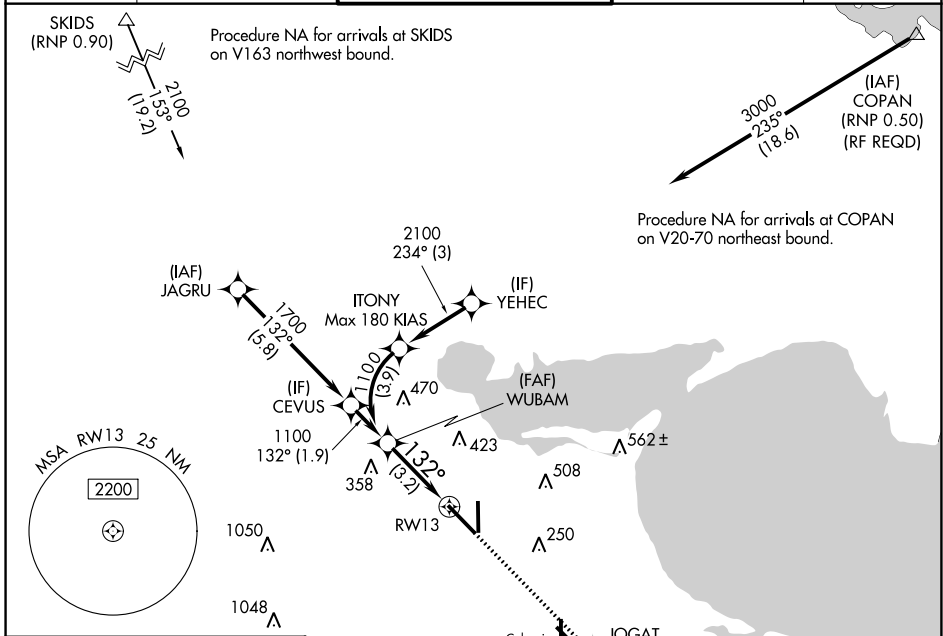 SKIDS
(RNP 0.90)
Procedure NA for arrivals at SKIDS
on V163 northwest bound.
2100
153°
(19.2)
(IAF)
COPAN
(RNP 0.50)
(RF REQD)
3000
235°
(18.6)
Procedure NA for arrivals at COPAN
on V20-70 northeast bound.
2100
234° (3)
(IAF)
JAGRU
(IF)
YEHEC
ITONY
Max 180 KIAS
1700
132°
(5.8)
1100
(3.9)
(IF)
CEVUS
470
(FAF)
WUBAM
1100
132° (1.9)
423
562±
132°
(3.2)
358
508
MSA RW13 25 NM
2200
RW13
1050
250
1048
JOGAT